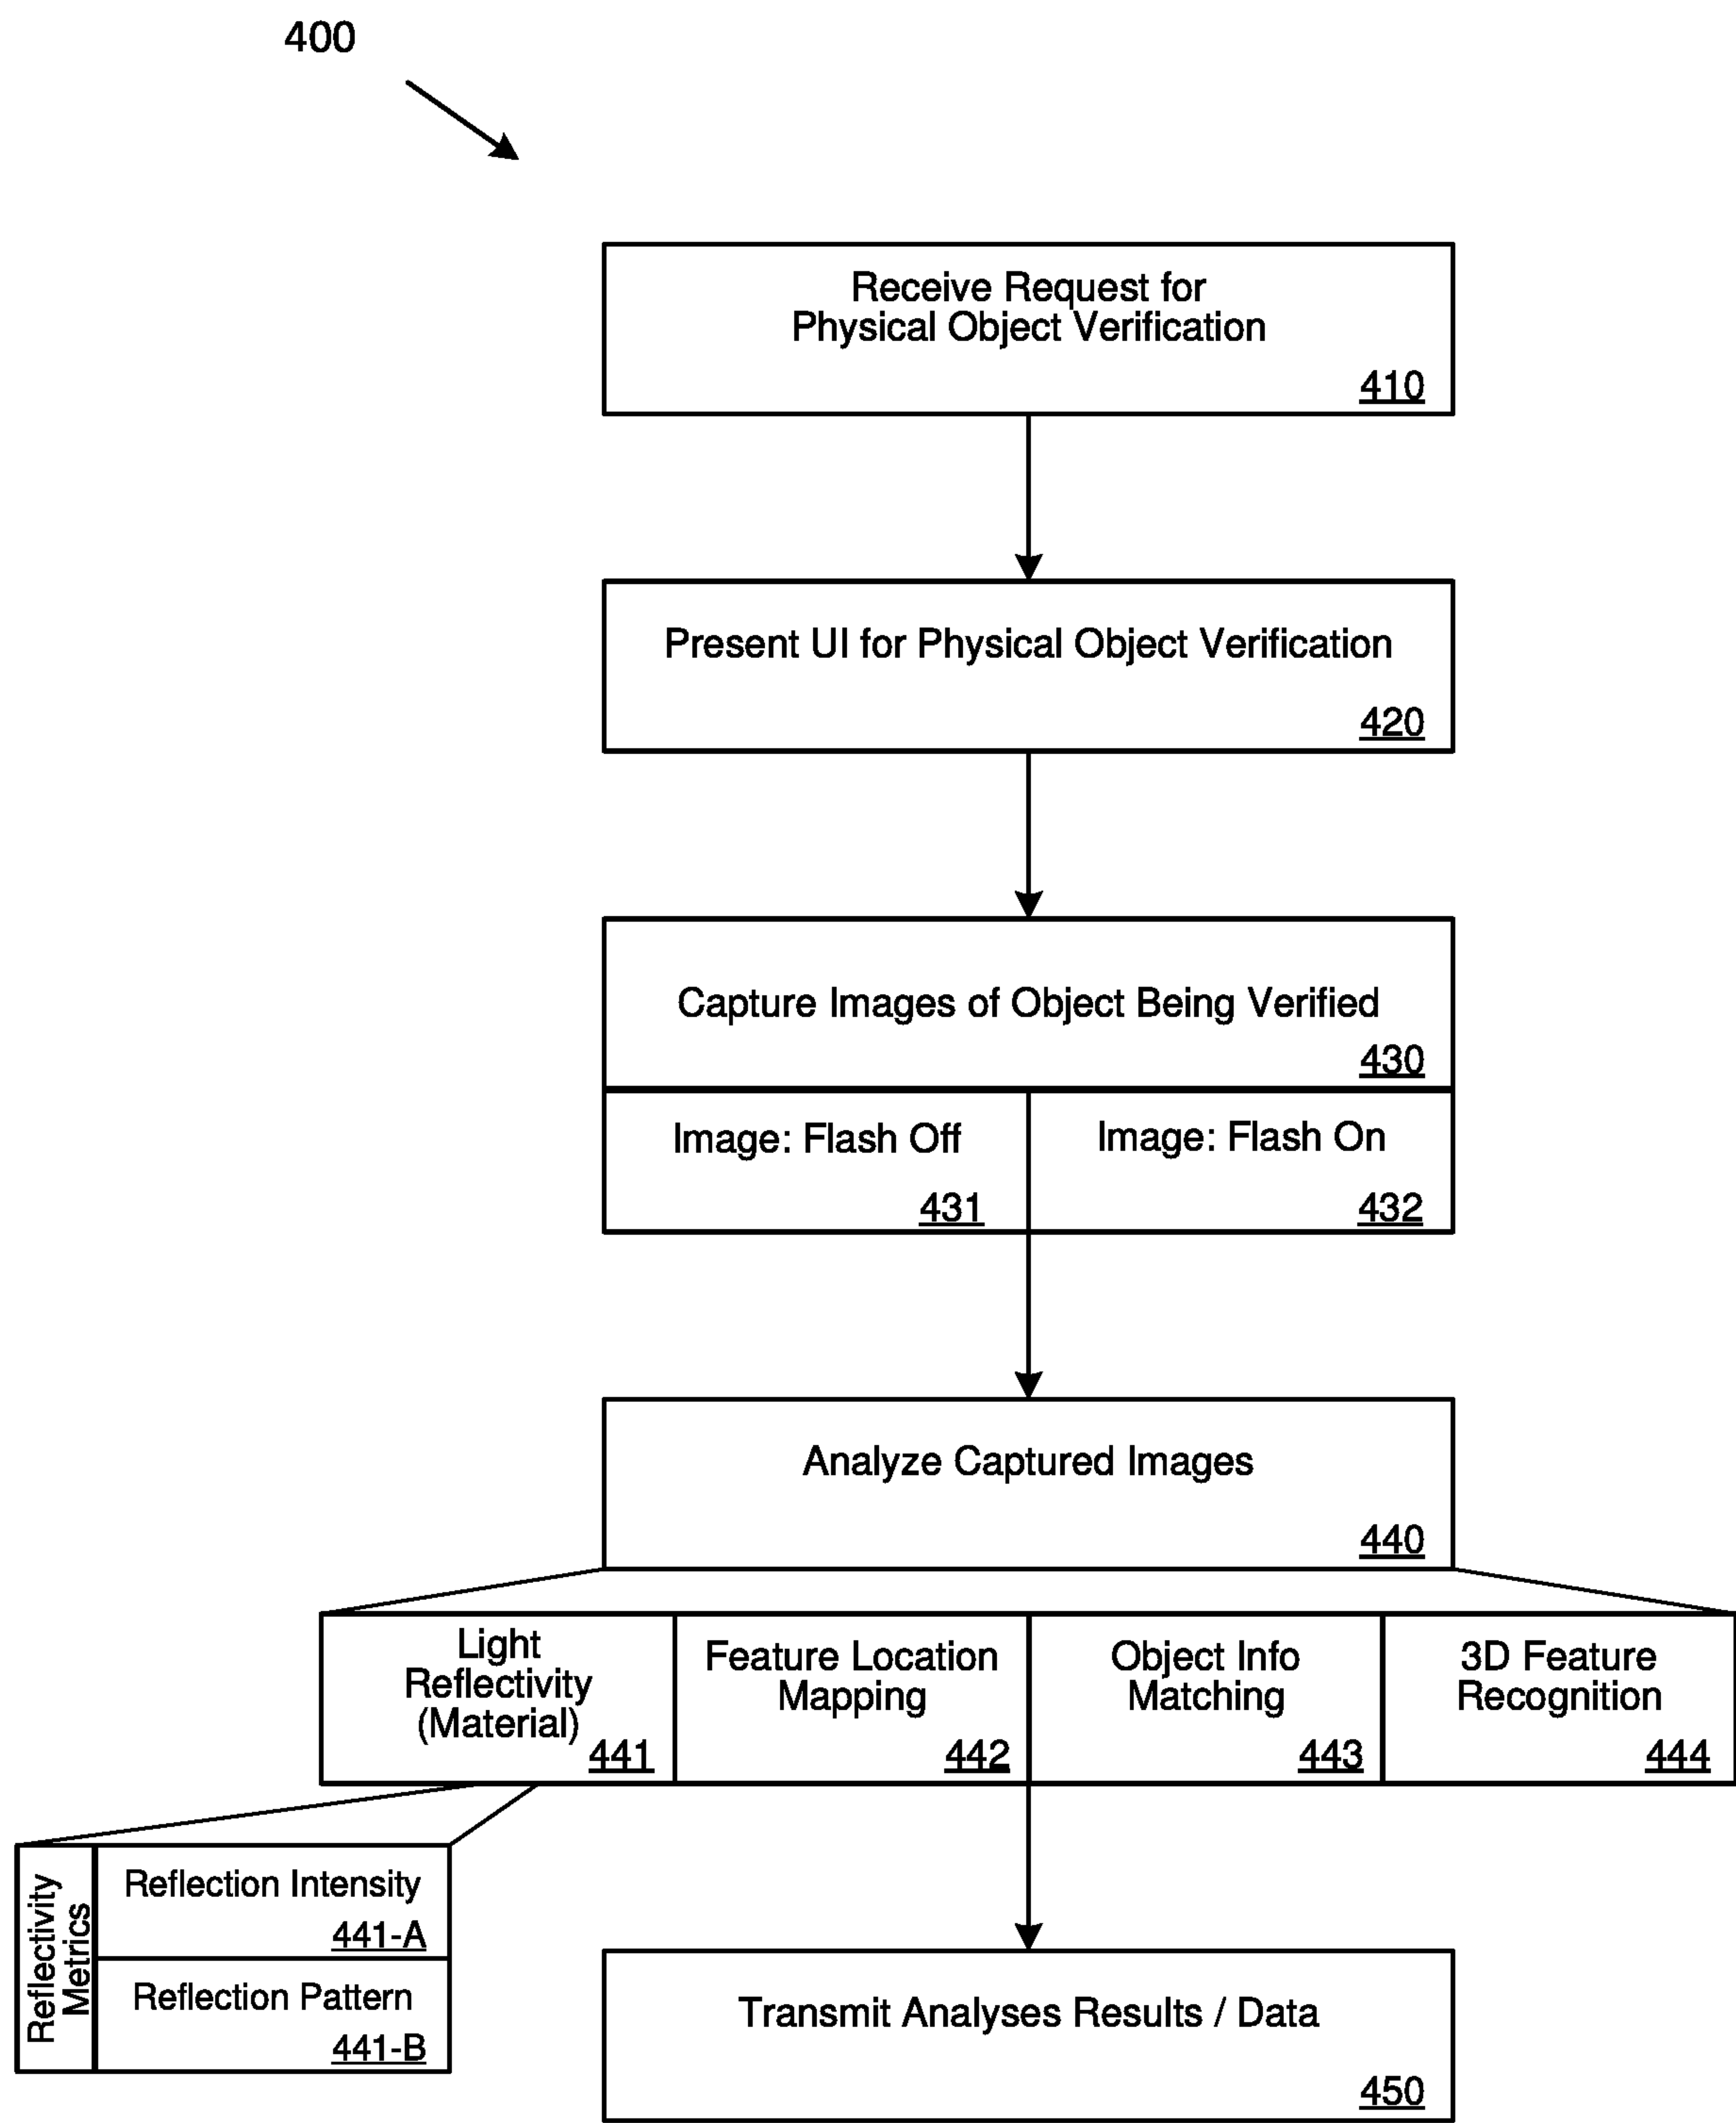 400
Receive Request for
Physical Object Verification
410
Present UI for Physical Object Verification
420
Capture Images of Object Being Verified
430
Image: Flash Off
431
Image: Flash On
432
Analyze Captured Images
440
Light
Reflectivity
(Material)
441
Feature Location
Mapping
442
Object Info
Matching
443
3D Feature
Recognition
444
Reflectivity
Metrics
Reflection Intensity
441-A
Reflection Pattern
441-B
Transmit Analyses Results / Data
450